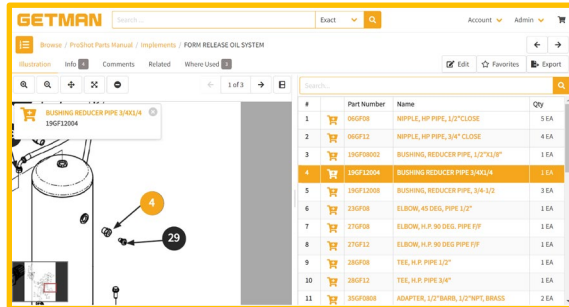 GETMAN
Search...
Exact
Account
Admin
Browse / ProShot Parts Manual / Implements / FORM RELEASE OIL SYSTEM
Illustration
Info 4
Comments
Related
Where Used
Edit
Favorites
Export
1 of 3
Search...
BUSHING REDUCER PIPE 3/4X1/4
19GF12004
4
29
# Part Number Name Qty
1 06GF08 NIPPLE, HP PIPE, 1/2"CLOSE 5 EA
2 06GF12 NIPPLE, HP PIPE, 3/4" CLOSE 4 EA
3 19GF08002 BUSHING, REDUCER PIPE, 1/2"X1/8" 1 EA
4 19GF12004 BUSHING REDUCER PIPE 3/4X1/4 1 EA
5 19GF12008 BUSHING, REDUCER PIPE, 3/4-1/2 3 EA
6 23GF08 ELBOW, 45 DEG, PIPE 1/2" 1 EA
7 27GF08 ELBOW, H.P. 90 DEG. PIPE F/F 1 EA
8 27GF12 ELBOW, H.P. 90 DEG PIPE F/F 1 EA
9 28GF08 TEE, H.P. PIPE 1/2" 1 EA
10 28GF12 TEE, H.P. PIPE 3/4" 1 EA
11 35GF0808 ADAPTER, 1/2"BARB, 1/2"NPT, BRASS 2 EA